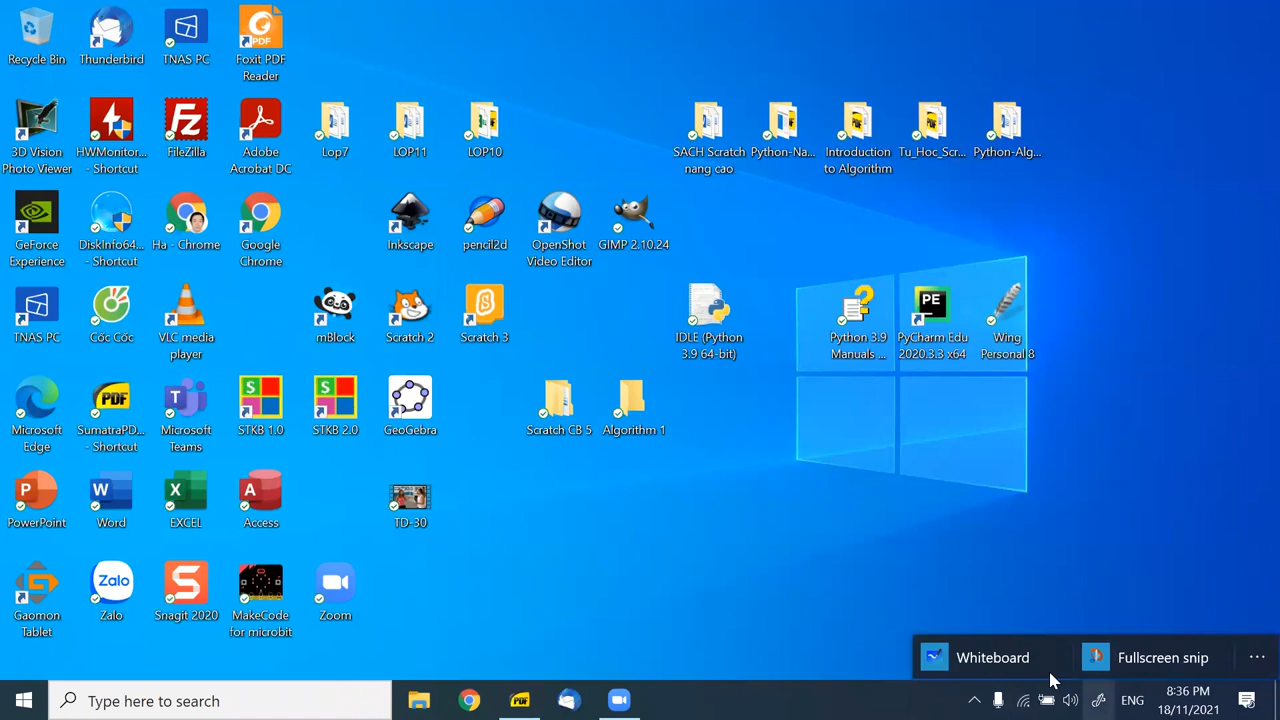 Recycle Bin
Thunderbird
TNAS PC
Foxit PDF
Reader
3D Vision
Photo Viewer
HWMonitor...
- Shortcut
FileZilla
Adobe
Acrobat DC
Lop7
LOP11
LOP10
SACH Scratch
nang cao
Python-Na...
Introduction
to Algorithm
Tu_Hoc_Scr...
Python-Alg...
GeForce
Experience
DiskInfo64...
- Shortcut
Ha - Chrome
Google
Chrome
Inkscape
pencil2d
OpenShot
Video Editor
GIMP 2.10.24
TNAS PC
Cốc Cốc
VLC media
player
mBlock
Scratch 2
Scratch 3
IDLE (Python
3.9 64-bit)
Python 3.9
Manuals ...
PyCharm Edu
2020.3.3 x64
Wing
Personal 8
Microsoft
Edge
SumatraPD...
- Shortcut
Microsoft
Teams
STKB 1.0
STKB 2.0
GeoGebra
Scratch CB 5
Algorithm 1
PowerPoint
Word
EXCEL
Access
TD-30
Gaomon
Tablet
Zalo
Snagit 2020
MakeCode
for microbit
Zoom
Whiteboard
Fullscreen snip
Type here to search
ENG
8:36 PM
18/11/2021